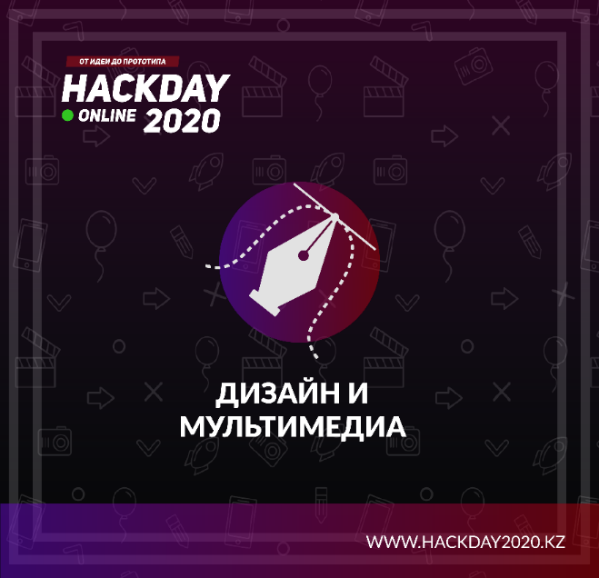 ОТ ИДЕИ ДО ПРОТОТИПА
HACKDAY
ONLINE 2020
ДИЗАЙН И
МУЛЬТИМЕДИА
WWW.HACKDAY2020.KZ